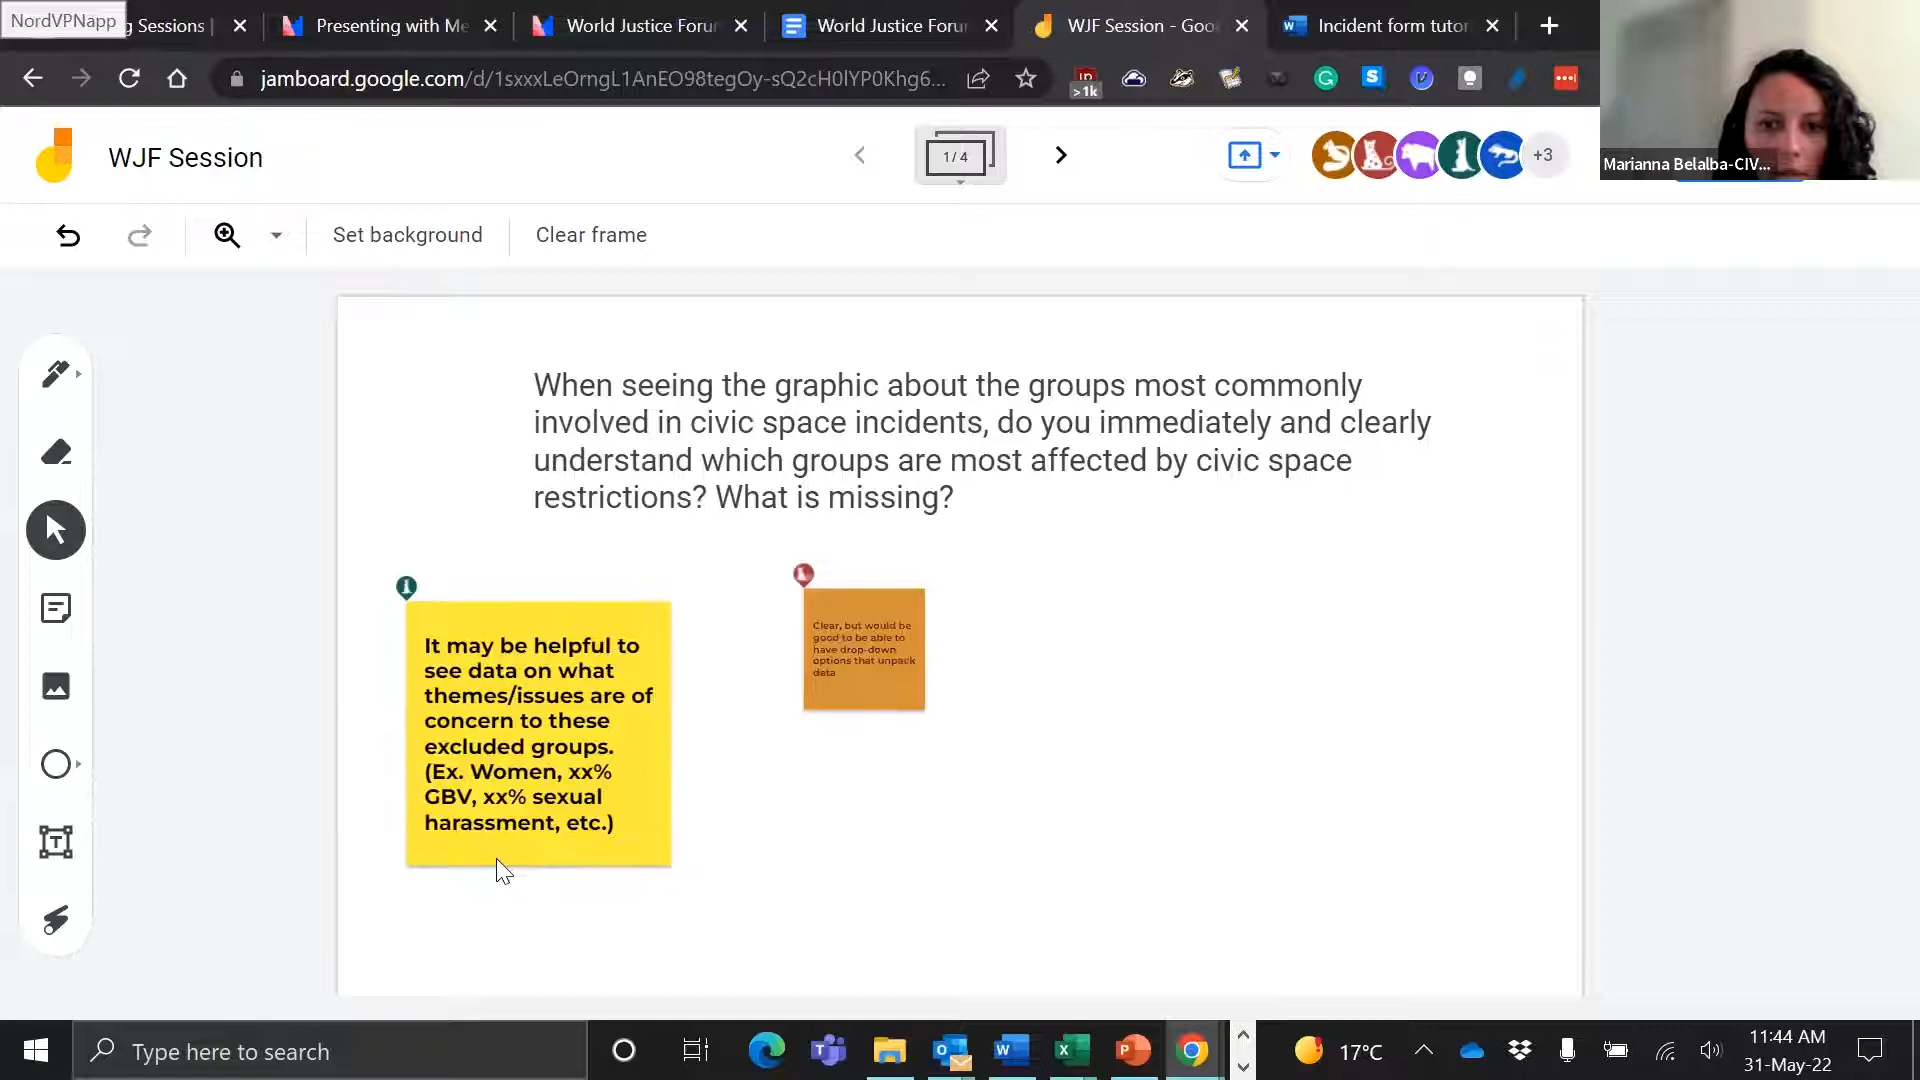 NordVPNapp
g Sessions |
Presenting with Me
World Justice Foru
World Justice Foru
WJF Session - Goo
Incident form tutor
jamboard.google.com/d/1sxxxLeOrngL1AnEO98tegOy-sQ2cH0lYP0Khg6...
>1k
WJF Session
1 / 4
+3
Marianna Belalba-CIV...
Set background
Clear frame
When seeing the graphic about the groups most commonly
involved in civic space incidents, do you immediately and clearly
understand which groups are most affected by civic space
restrictions? What is missing?
It may be helpful to
see data on what
themes/issues are of
concern to these
excluded groups.
(Ex. Women, xx%
GBV, xx% sexual
harassment, etc.)
Clear, but would be
good to be able to
have drop-down
options that unpack
data
Type here to search
17°C
11:44 AM
31-May-22